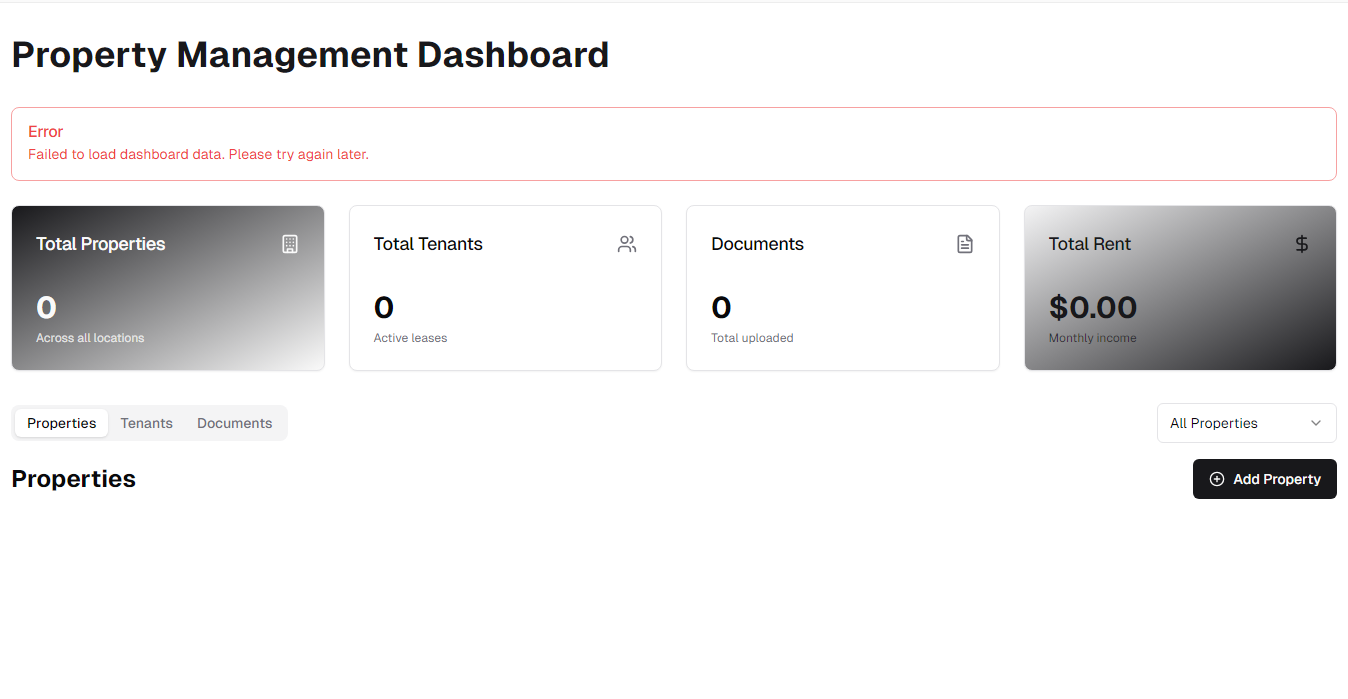 Property Management Dashboard
Error
Failed to load dashboard data. Please try again later.
Total Properties
0
Across all locations
Total Tenants
0
Active leases
Documents
0
Total uploaded
Total Rent
$
$0.00
Monthly income
Properties Tenants Documents
All Properties
Properties
Add Property